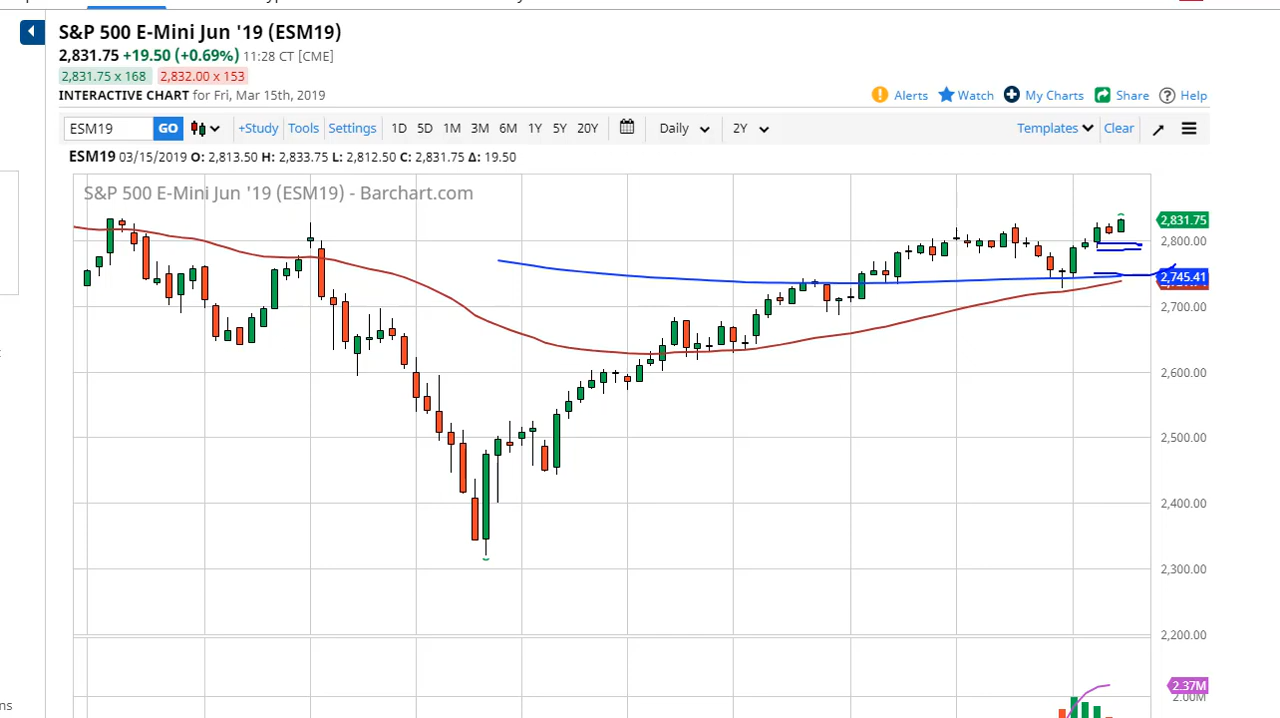 S&P 500 E-Mini Jun '19 (ESM19)
2,831.75 +19.50 (+0.69%) 11:28 CT [CME]
2,831.75 x 168 2,832.00 x 153
INTERACTIVE CHART for Fri, Mar 15th, 2019
Alerts Watch My Charts Share Help
ESM19 GO +Study Tools Settings 1D 5D 1M 3M 6M 1Y 5Y 20Y Daily 2Y Templates Clear
ESM19 03/15/2019 O: 2,813.50 H: 2,833.75 L: 2,812.50 C: 2,831.75 Δ: 19.50
S&P 500 E-Mini Jun '19 (ESM19) - Barchart.com
2,831.75
2,800.00
2,745.41
2,700.00
2,600.00
2,500.00
2,400.00
2,300.00
2,200.00
2.37M
2.00M
ns